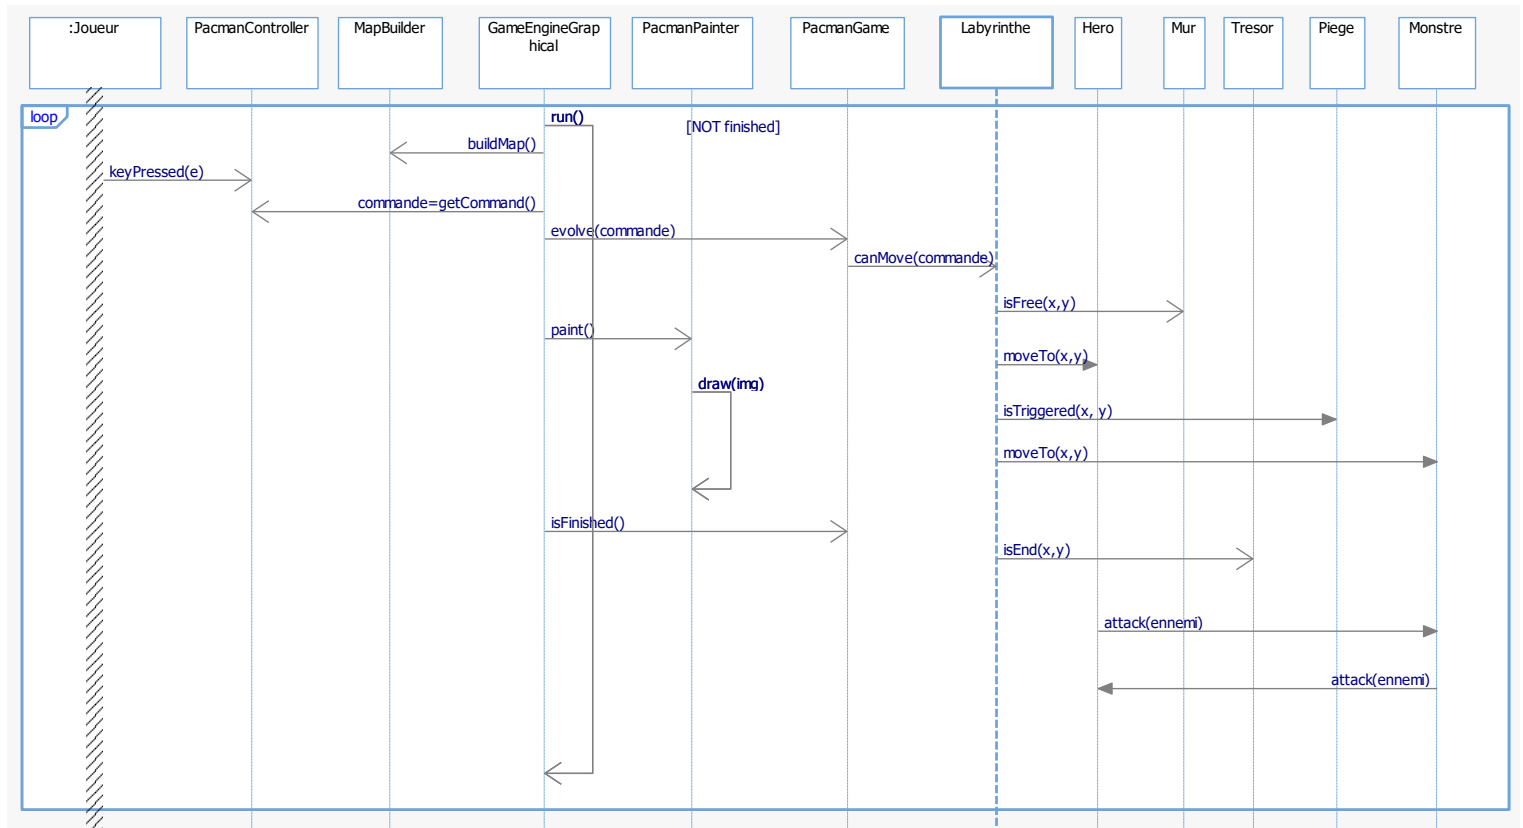 :Joueur
PacmanController
MapBuilder
GameEngineGrap
hical
PacmanPainter
PacmanGame
Labyrinthe
Hero
Mur
Tresor
Piege
Monstre
loop
run()
[NOT finished]
buildMap()
keyPressed(e)
commande=getCommand()
evolve(commande)
canMove(commande)
isFree(x,y)
paint()
moveTo(x,y)
draw(img)
isTriggered(x, y)
moveTo(x,y)
isFinished()
isEnd(x,y)
attack(ennemi)
attack(ennemi)